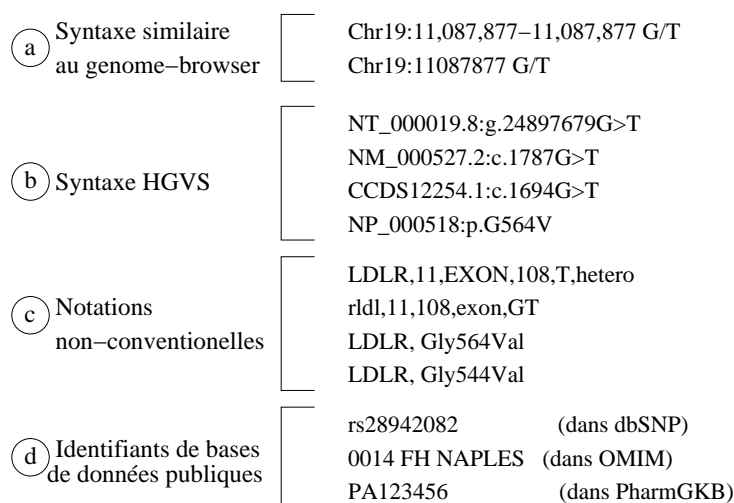 a
Syntaxe similaire
au genome−browser
Chr19:11,087,877−11,087,877 G/T
Chr19:11087877 G/T
b
Syntaxe HGVS
NT_000019.8:g.24897679G>T
NM_000527.2:c.1787G>T
CCDS12254.1:c.1694G>T
NP_000518:p.G564V
c
Notations
non−conventionelles
LDLR,11,EXON,108,T,hetero
rldl,11,108,exon,GT
LDLR, Gly564Val
LDLR, Gly544Val
d
Identifiants de bases
de données publiques
rs28942082 (dans dbSNP)
0014 FH NAPLES (dans OMIM)
PA123456 (dans PharmGKB)